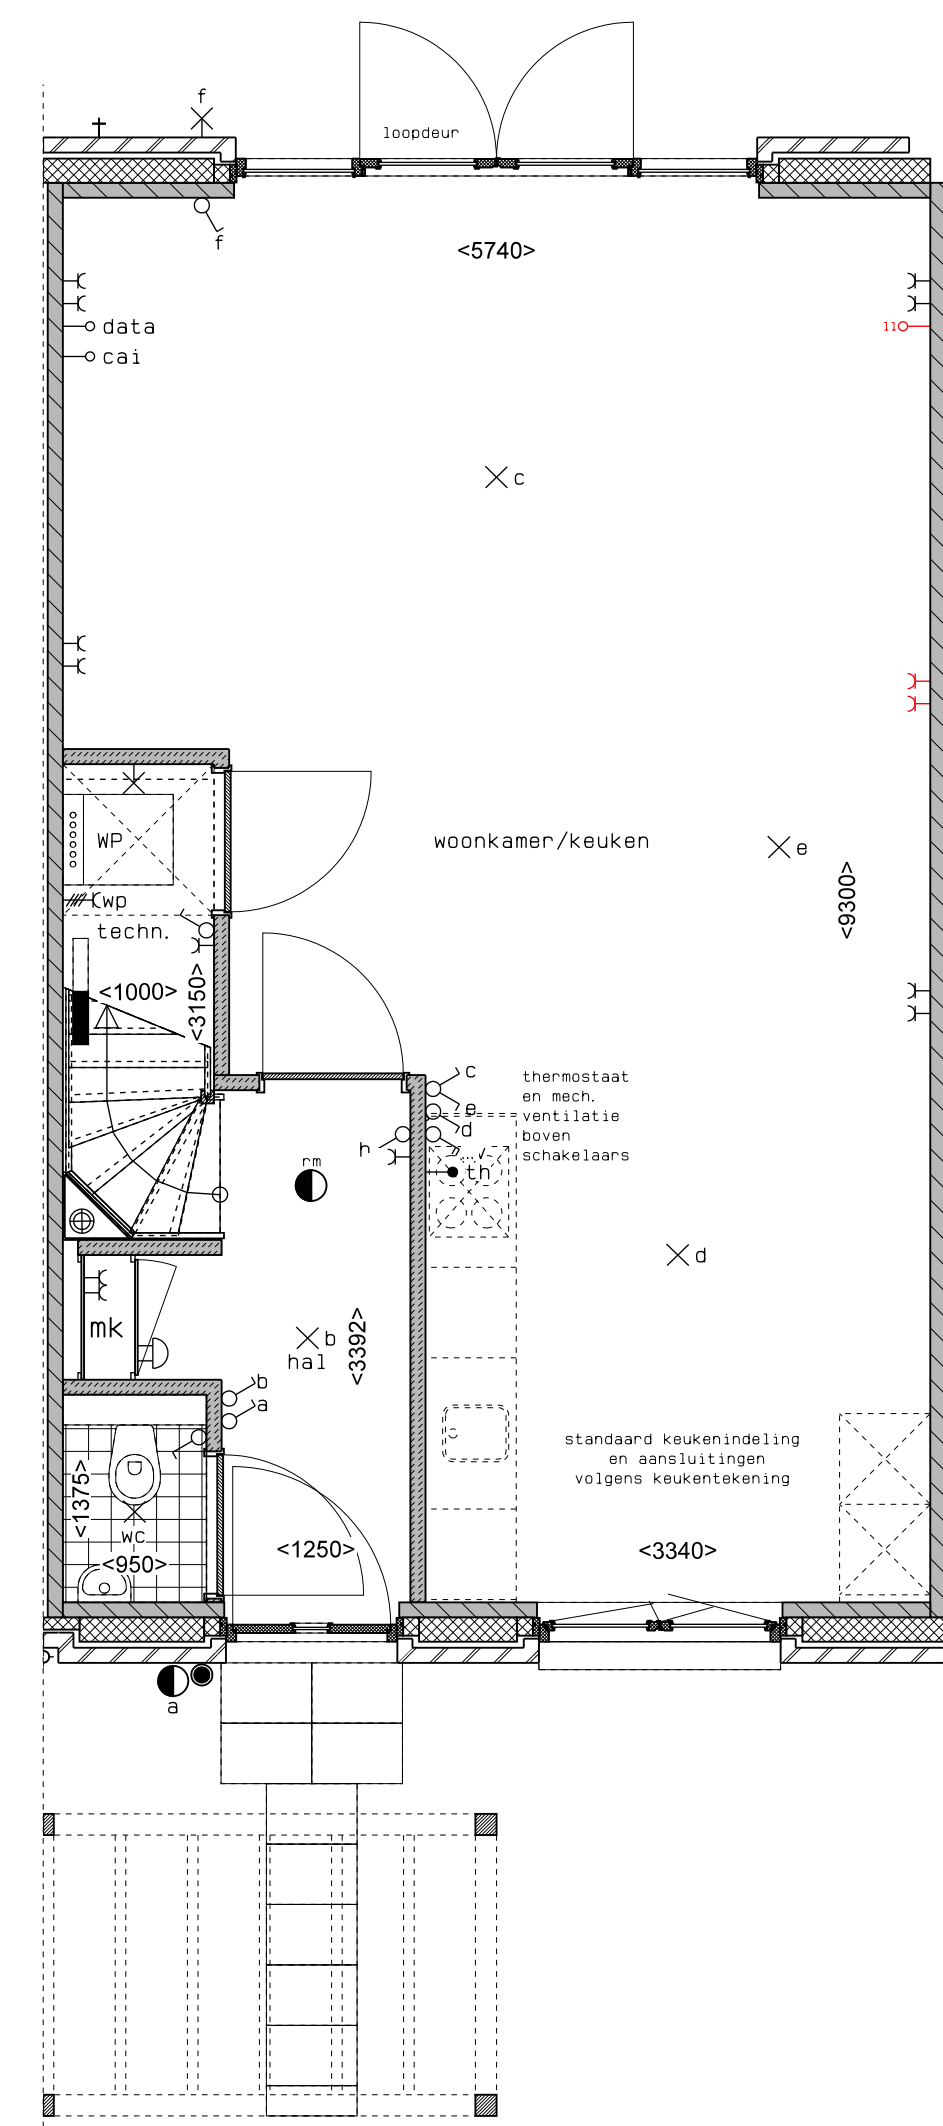 f
loopdeur
f
<5740>
data
cai
ll
c
WP
woonkamer/keuken
e
<9300>
wp
techn.
<1000>
<3150>
c
e
d
h
th
thermostaat
en mech.
ventilatie
boven
schakelaars
rm
d
mk
b
hal
<3392>
b
a
standaard keukenindeling
en aansluitingen
volgens keukentekening
<1375>
wc
<950>
<1250>
<3340>
a